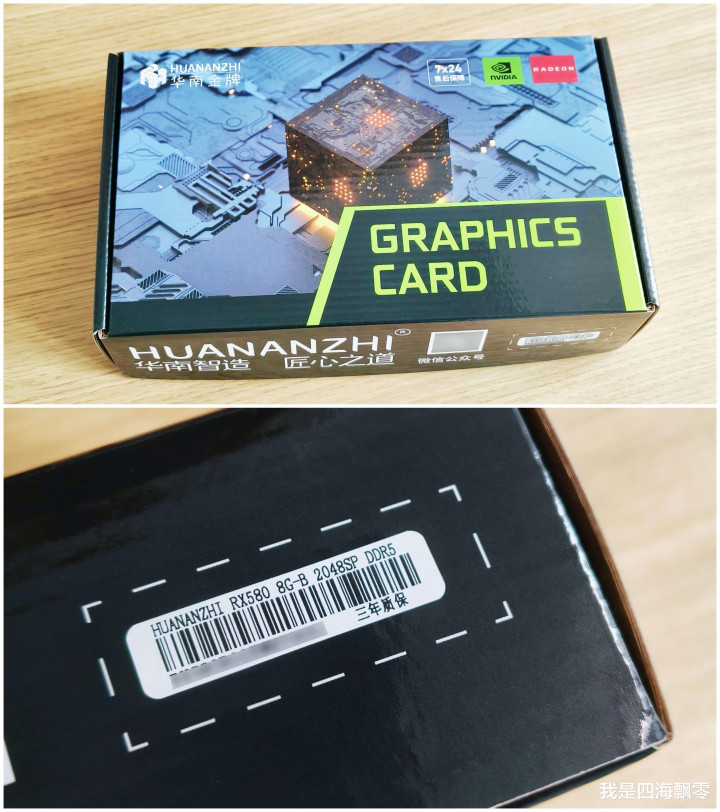 HUANANZHI
华南金牌
7X24
售后保障
NVIDIA
RADEON
GRAPHICS
CARD
HUANANZHI®
华南智造 匠心之道
微信公众号
HUANANZHI RX580 8G-B 2048SP DDR5
三年质保
我是四海飘零